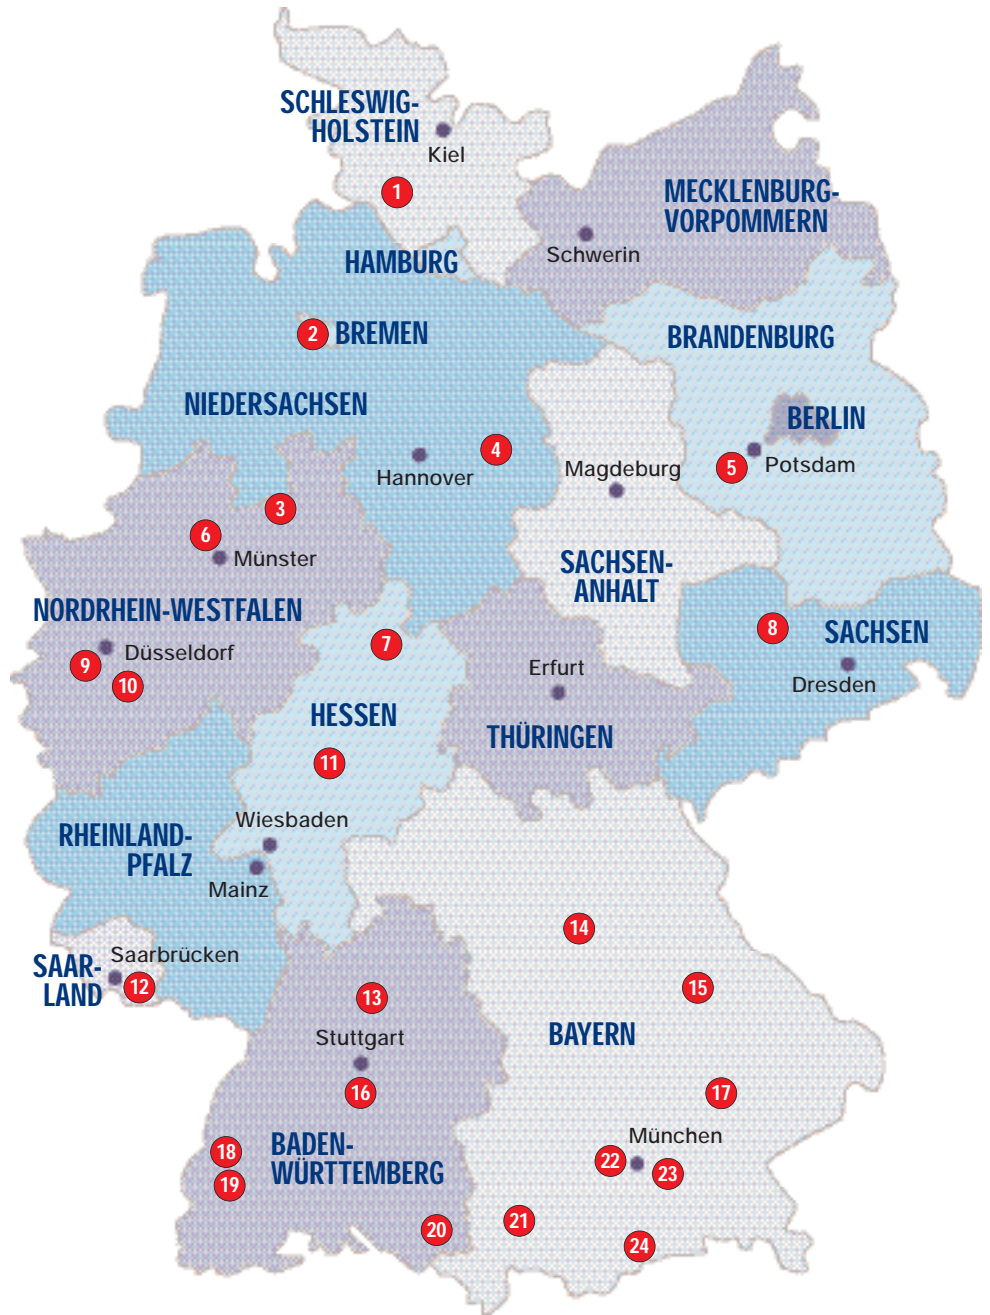 SCHLESWIG-
HOLSTEIN
Kiel
1
MECKLENBURG-
VORPOMMERN
Schwerin
HAMBURG
2
BREMEN
BRANDENBURG
NIEDERSACHSEN
BERLIN
4
Hannover
Magdeburg
5
Potsdam
3
6
Münster
SACHSEN-
ANHALT
NORDRHEIN-WESTFALEN
7
8
SACHSEN
Düsseldorf
9
10
Erfurt
Dresden
HESSEN
THÜRINGEN
11
Wiesbaden
RHEINLAND-
PFALZ
Mainz
14
Saarbrücken
SAAR-
LAND
12
13
15
Stuttgart
BAYERN
16
17
18
BADEN-
WÜRTTEMBERG
19
München
22
23
20
21
24